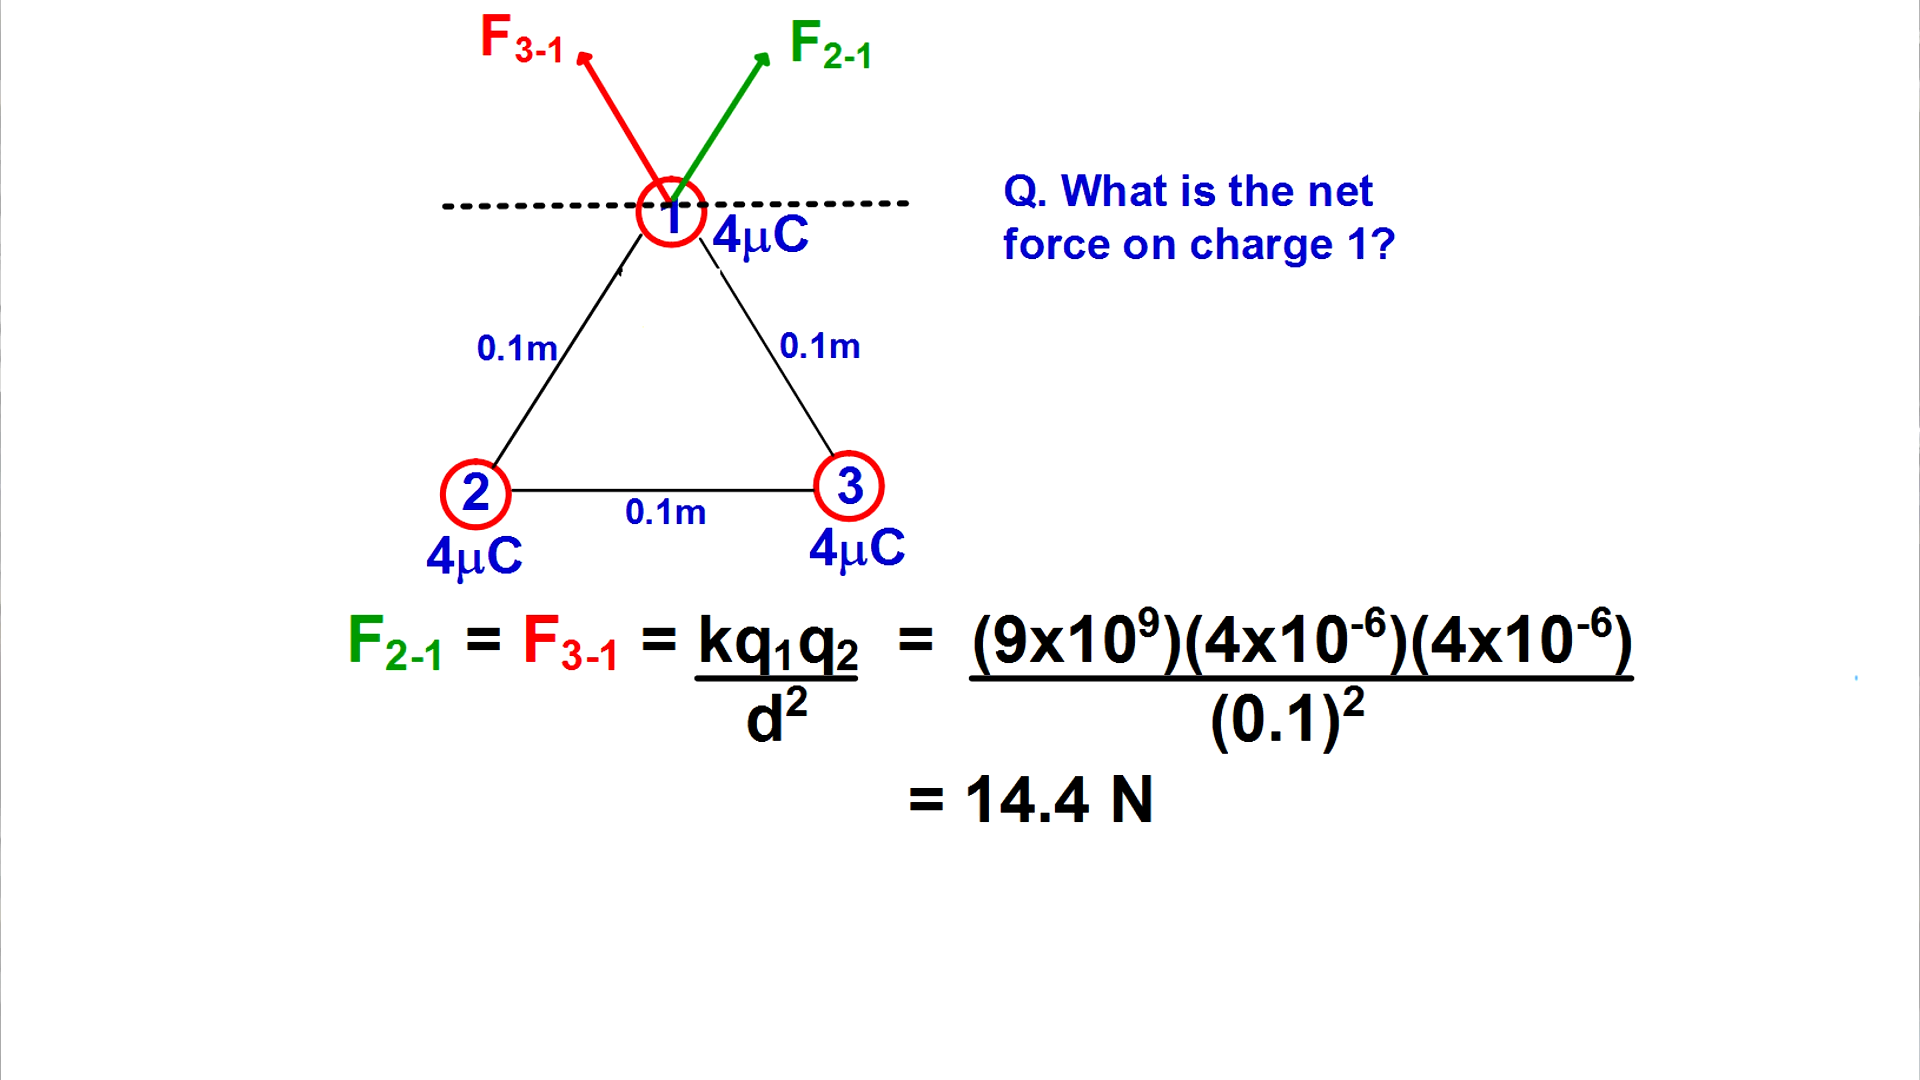 F3-1
F2-1
Q. What is the net
force on charge 1?
1
4μC
0.1m
0.1m
2
3
0.1m
4μC
4μC
F2-1 = F3-1 = kq1q2 = (9x10^9)(4x10^-6)(4x10^-6)
d^2 (0.1)^2
= 14.4 N